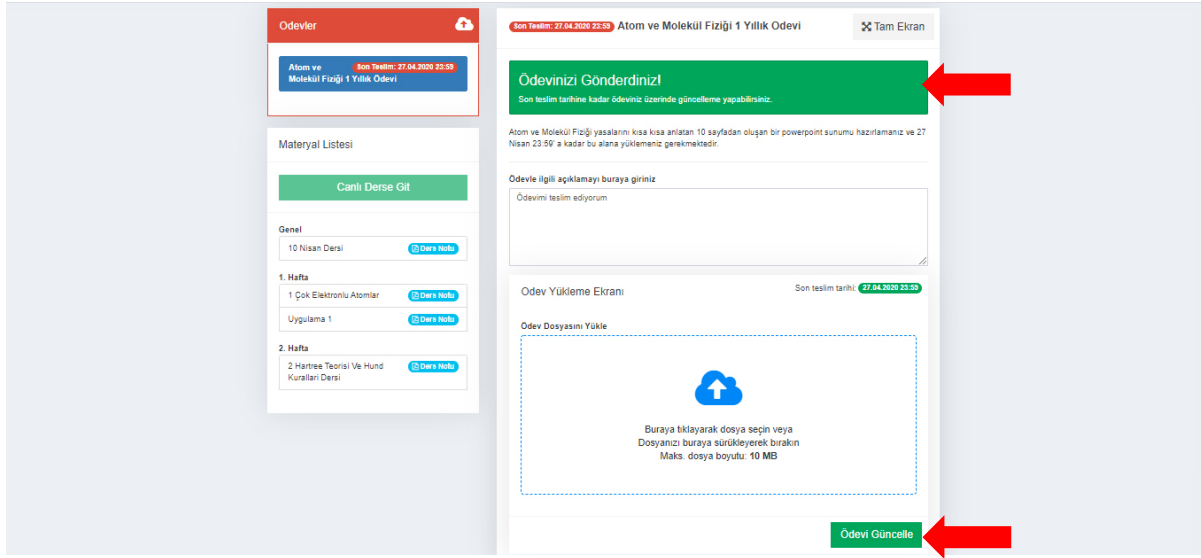 Odevler
Atom ve Son Teslim: 27.04.2020 23:59
Molekül Fiziği 1 Yıllık Odevi
Materyal Listesi
Canlı Derse Git
Genel
10 Nisan Dersi Ders Notu
1. Hafta
1 Çok Elektronlu Atomlar Ders Notu
Uygulama 1 Ders Notu
2. Hafta
2 Hartree Teorisi Ve Hund Ders Notu
Kurallari Dersi
Son Teslim: 27.04.2020 23:59 Atom ve Molekül Fiziği 1 Yıllık Odevi
Tam Ekran
Ödevinizi Gönderdiniz!
Son teslim tarihine kadar ödeviniz üzerinde güncelleme yapabilirsiniz.
Atom ve Molekül Fiziği yasalarını kısa kısa anlatan 10 sayfadan oluşan bir powerpoint sunumu hazırlamanız ve 27
Nisan 23:59' a kadar bu alana yüklemeniz gerekmektedir.
Ödevle ilgili açıklamayı buraya giriniz
Ödevimi teslim ediyorum
Odev Yükleme Ekranı
Son teslim tarihi: 27.04.2020 23:59
Ödev Dosyasını Yükle
Buraya tıklayarak dosya seçin veya
Dosyanızı buraya sürükleyerek bırakın
Maks. dosya boyutu: 10 MB
Ödevi Güncelle